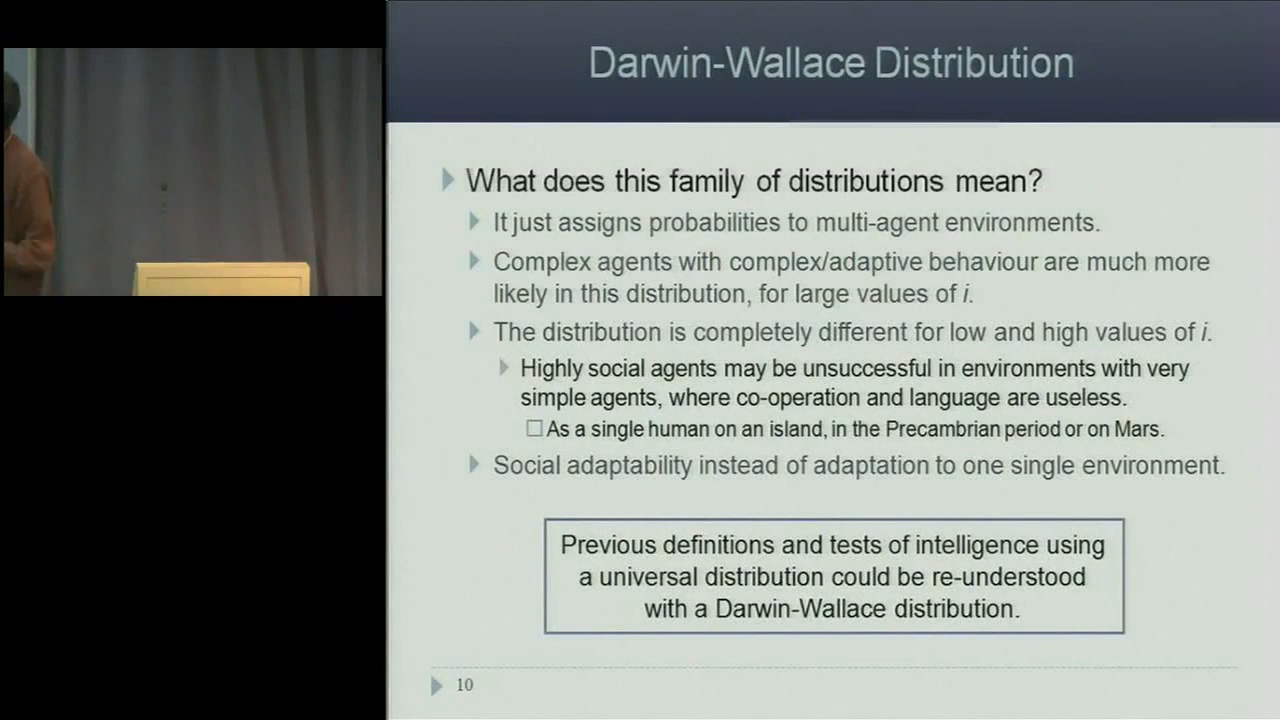 Darwin-Wallace Distribution
What does this family of distributions mean?
It just assigns probabilities to multi-agent environments.
Complex agents with complex/adaptive behaviour are much more
likely in this distribution, for large values of i.
The distribution is completely different for low and high values of i.
Highly social agents may be unsuccessful in environments with very
simple agents, where co-operation and language are useless.
As a single human on an island, in the Precambrian period or on Mars.
Social adaptability instead of adaptation to one single environment.
Previous definitions and tests of intelligence using
a universal distribution could be re-understood
with a Darwin-Wallace distribution.
10